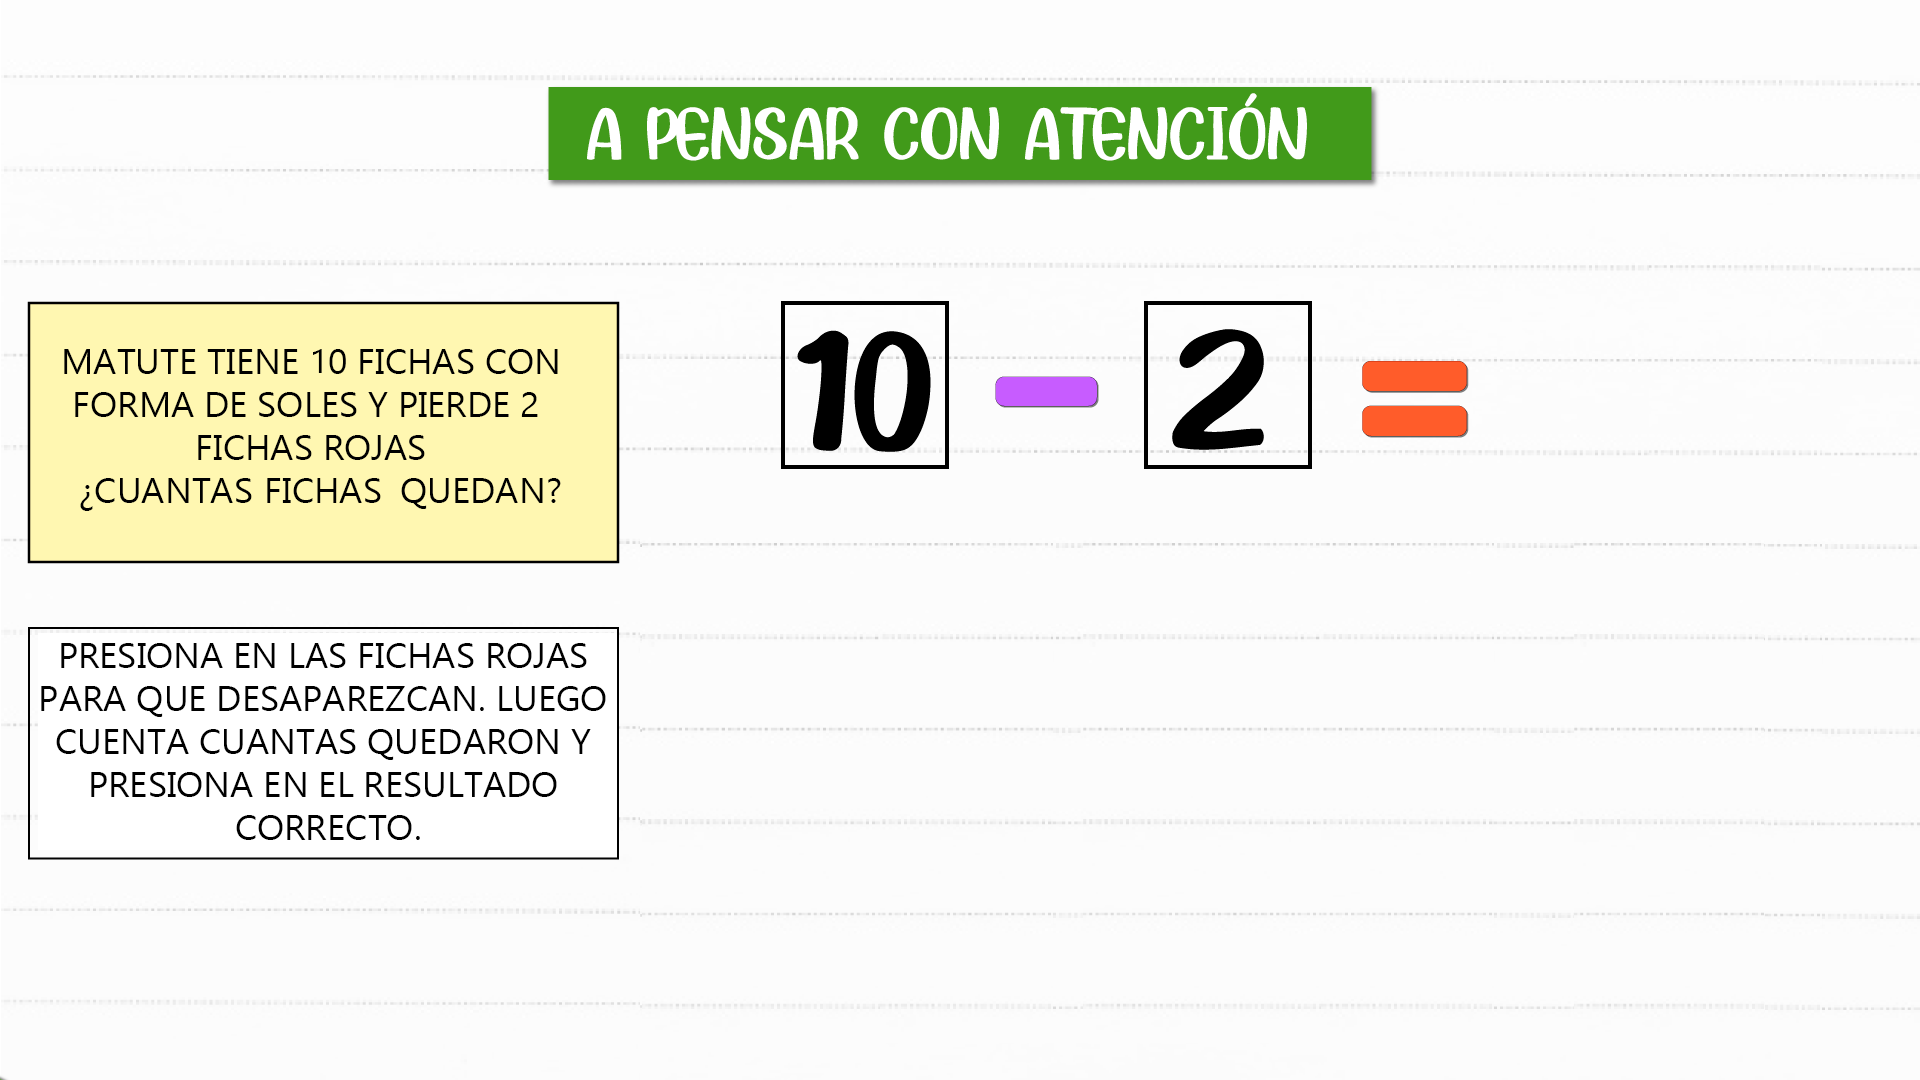 A PENSAR CON ATENCIÓN
MATUTE TIENE 10 FICHAS CON
FORMA DE SOLES Y PIERDE 2
FICHAS ROJAS
¿CUANTAS FICHAS QUEDAN?
10 - 2 =
PRESIONA EN LAS FICHAS ROJAS
PARA QUE DESAPAREZCAN. LUEGO
CUENTA CUANTAS QUEDARON Y
PRESIONA EN EL RESULTADO
CORRECTO.